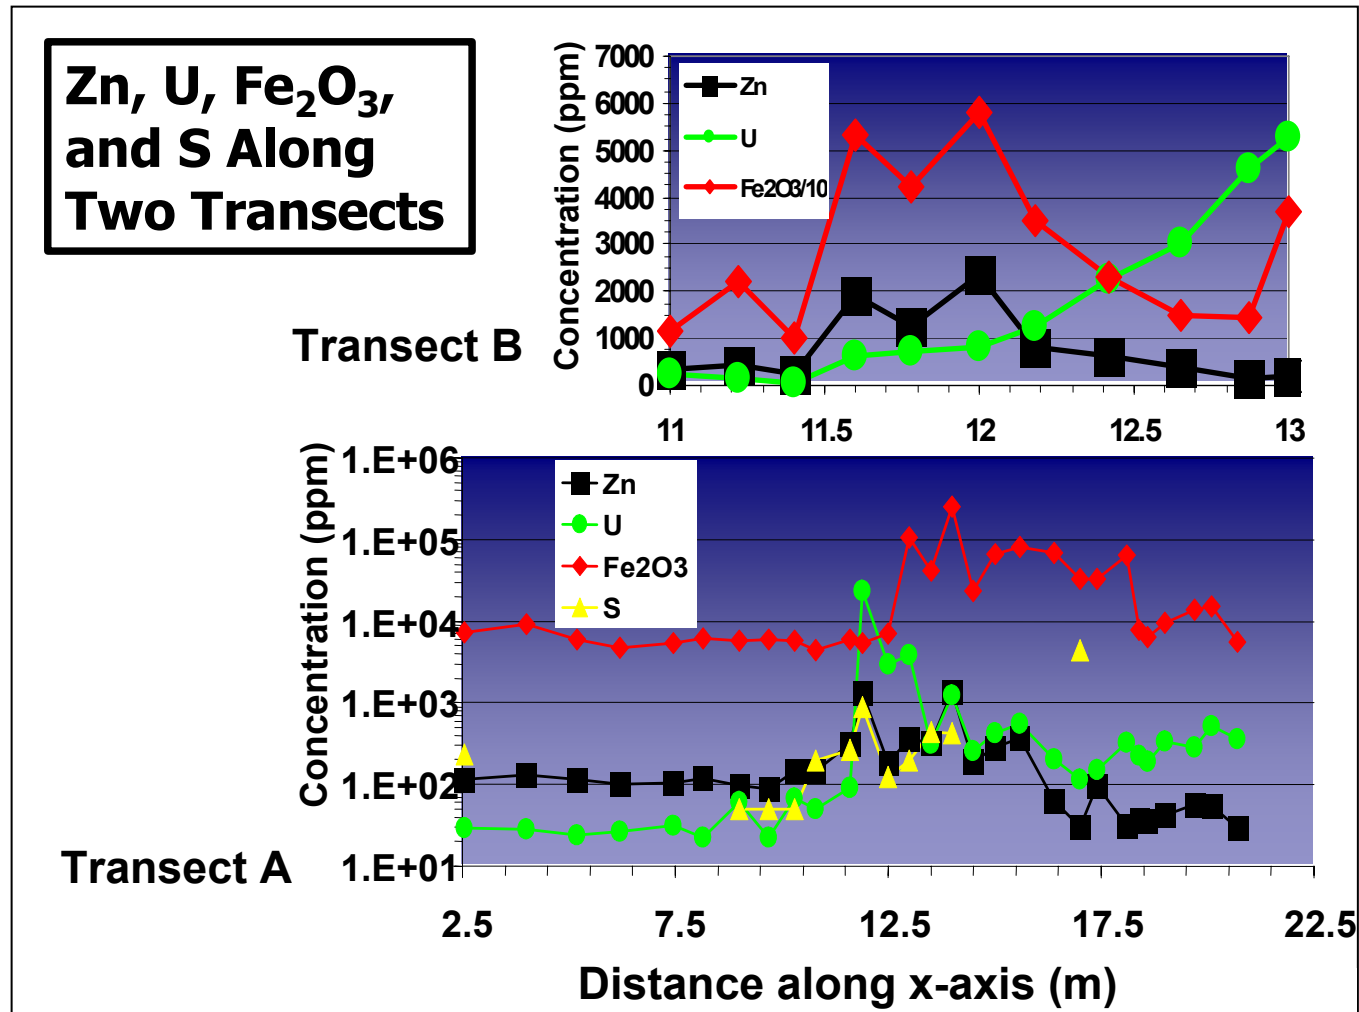 Zn, U, Fe₂O₃,
and S Along
Two Transects
Transect B
Concentration (ppm)
7000
6000
5000
4000
3000
2000
1000
0
Zn
U
Fe2O3/10
11
11.5
12
12.5
13
Transect A
Concentration (ppm)
1.E+06
1.E+05
1.E+04
1.E+03
1.E+02
1.E+01
Zn
U
Fe2O3
S
2.5
7.5
12.5
17.5
22.5
Distance along x-axis (m)